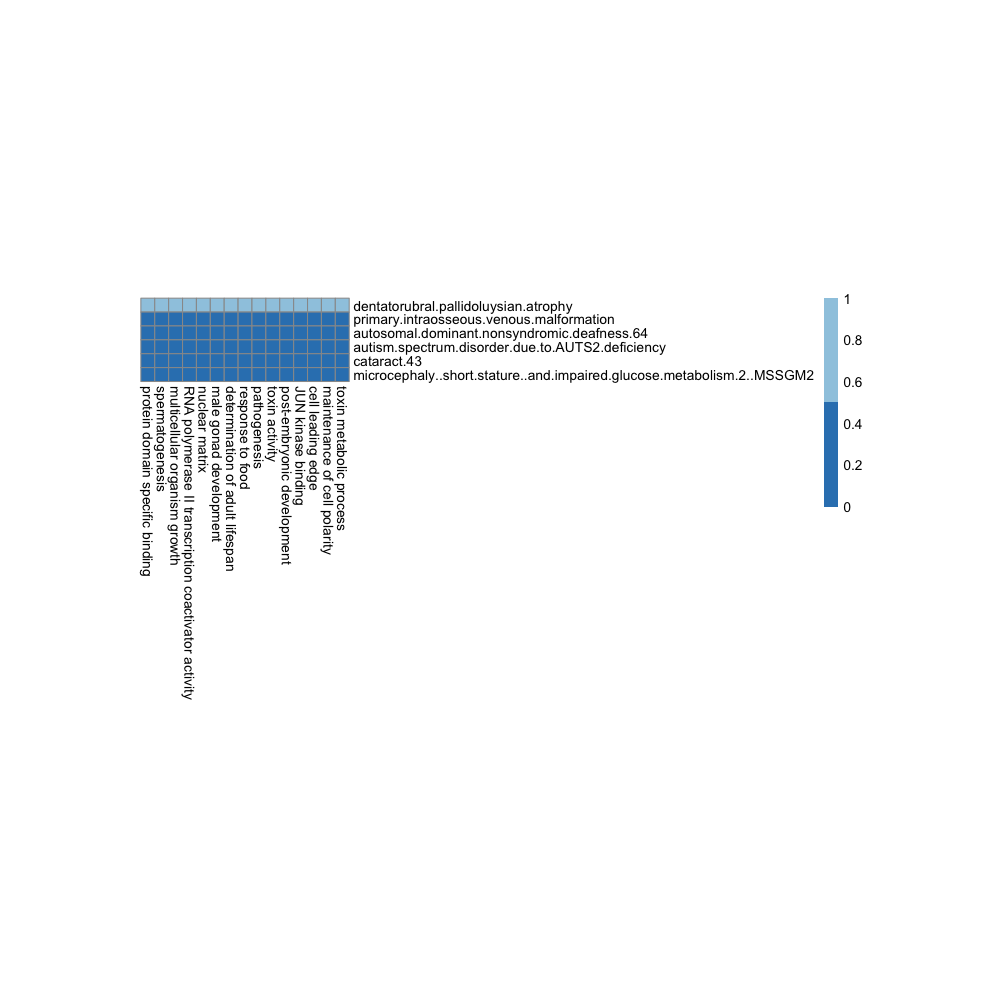 dentatorubral.pallidoluysian.atrophy
primary.intraosseous.venous.malformation
autosomal.dominant.nonsyndromic.deafness.64
autism.spectrum.disorder.due.to.AUTS2.deficiency
cataract.43
microcephaly..short.stature..and.impaired.glucose.metabolism.2..MSSGM2
1
0.8
0.6
0.4
0.2
0
protein domain specific binding
spermatogenesis
multicellular organism growth
RNA polymerase II transcription coactivator activity
nuclear matrix
male gonad development
determination of adult lifespan
response to food
pathogenesis
toxin activity
post-embryonic development
JUN kinase binding
cell leading edge
maintenance of cell polarity
toxin metabolic process